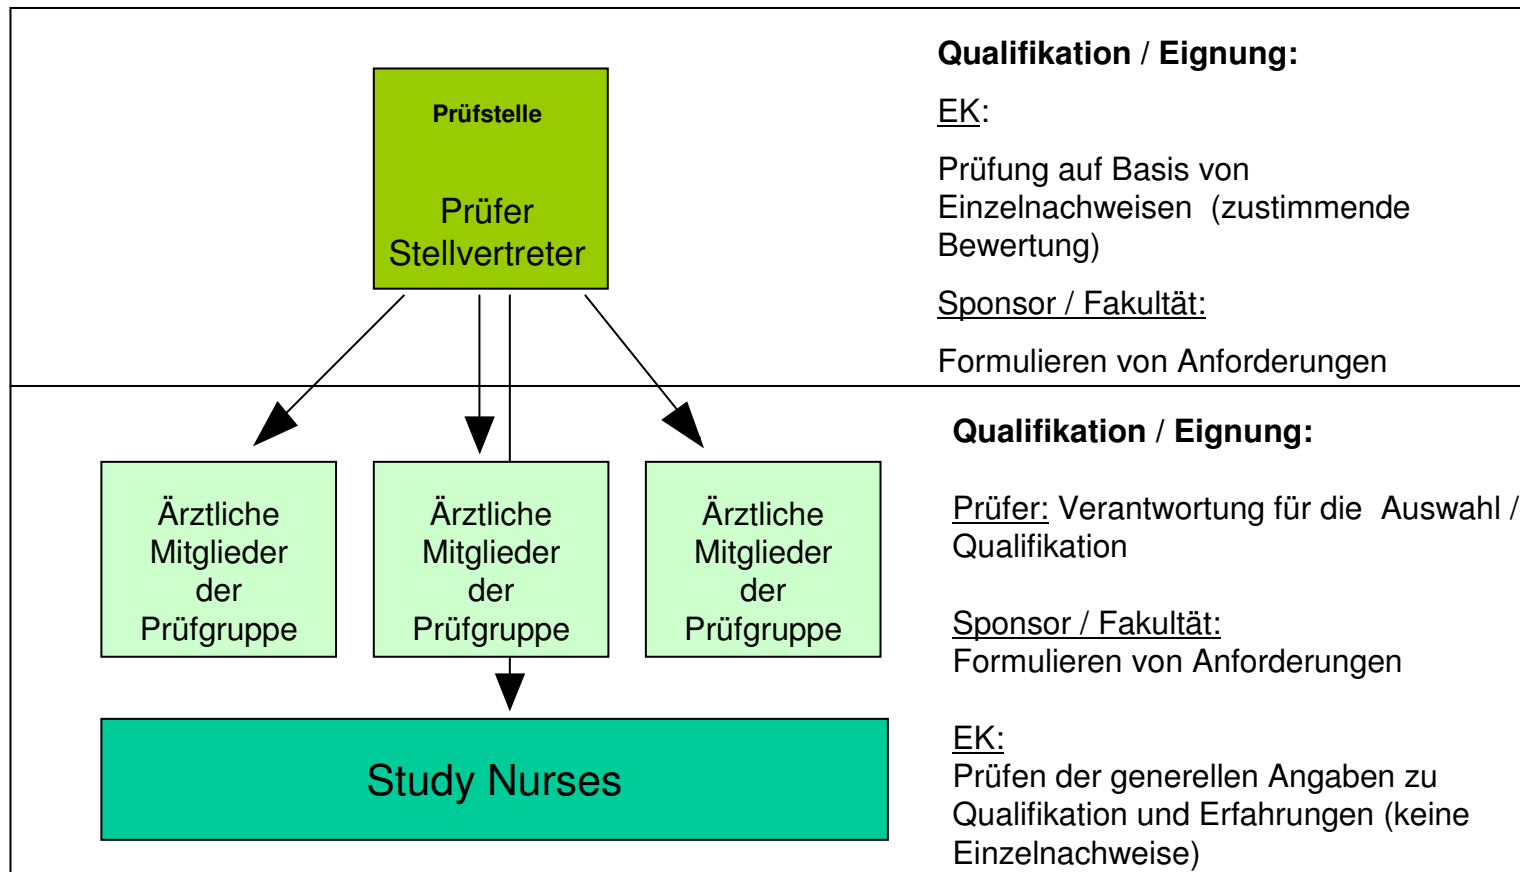 Prüfstelle
Prüfer
Stellvertreter
Qualifikation / Eignung:
EK:
Prüfung auf Basis von
Einzelnachweisen (zustimmende
Bewertung)
Sponsor / Fakultät:
Formulieren von Anforderungen
Ärztliche
Mitglieder
der
Prüfgruppe
Ärztliche
Mitglieder
der
Prüfgruppe
Ärztliche
Mitglieder
der
Prüfgruppe
Study Nurses
Qualifikation / Eignung:
Prüfer: Verantwortung für die Auswahl /
Qualifikation
Sponsor / Fakultät:
Formulieren von Anforderungen
EK:
Prüfen der generellen Angaben zu
Qualifikation und Erfahrungen (keine
Einzelnachweise)